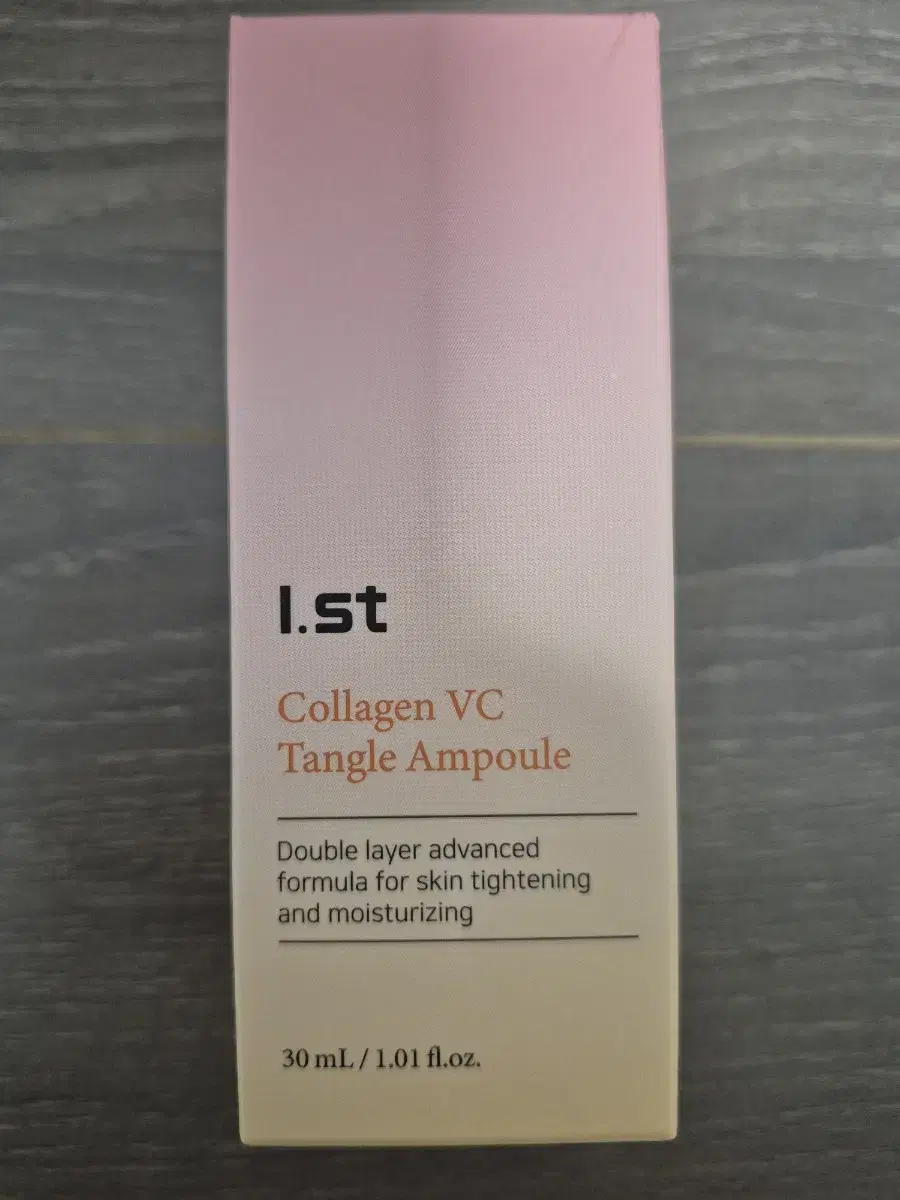 I.st
Collagen VC
Tangle Ampoule
Double layer advanced
formula for skin tightening
and moisturizing
30 mL / 1.01 fl.oz.